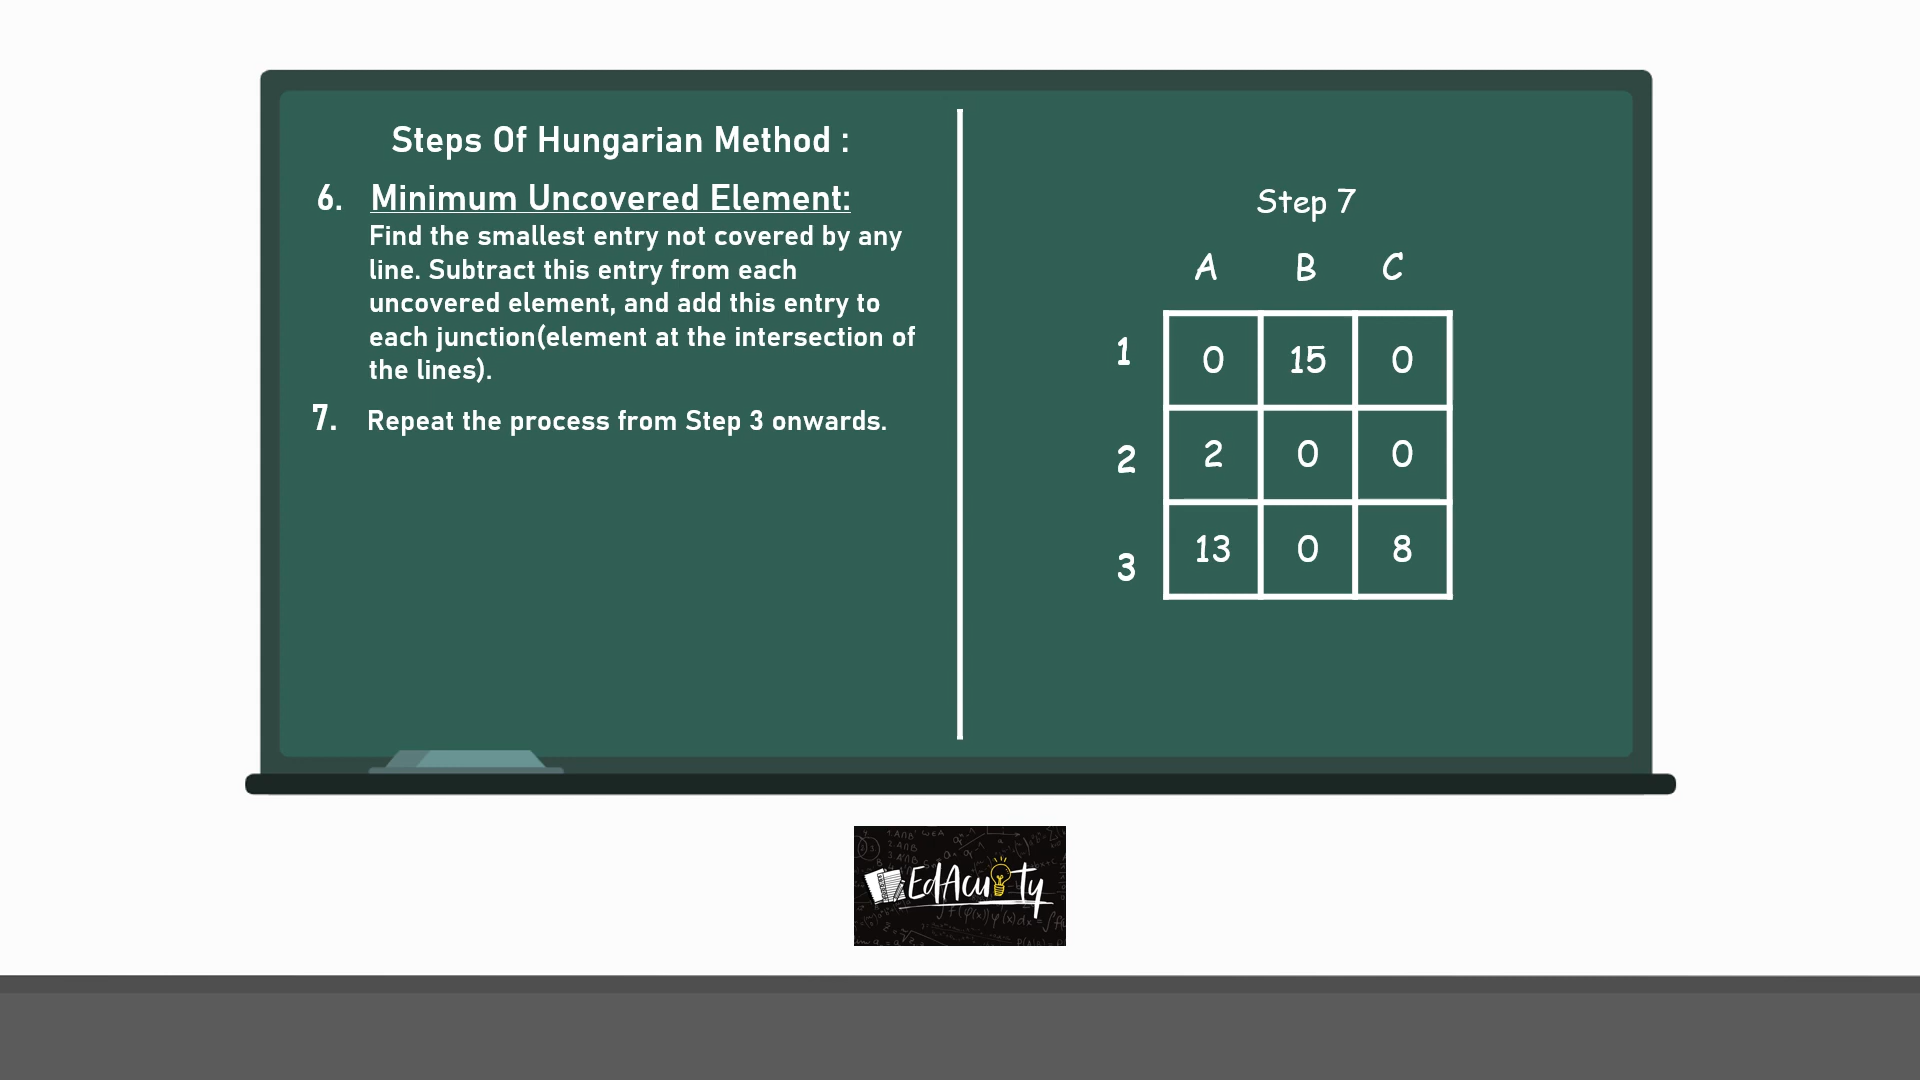 Steps Of Hungarian Method :
6. Minimum Uncovered Element:
Find the smallest entry not covered by any
line. Subtract this entry from each
uncovered element, and add this entry to
each junction(element at the intersection of
the lines).
7. Repeat the process from Step 3 onwards.
Step 7
A B C
1 0 15 0
2 2 0 0
3 13 0 8
EdAcuity